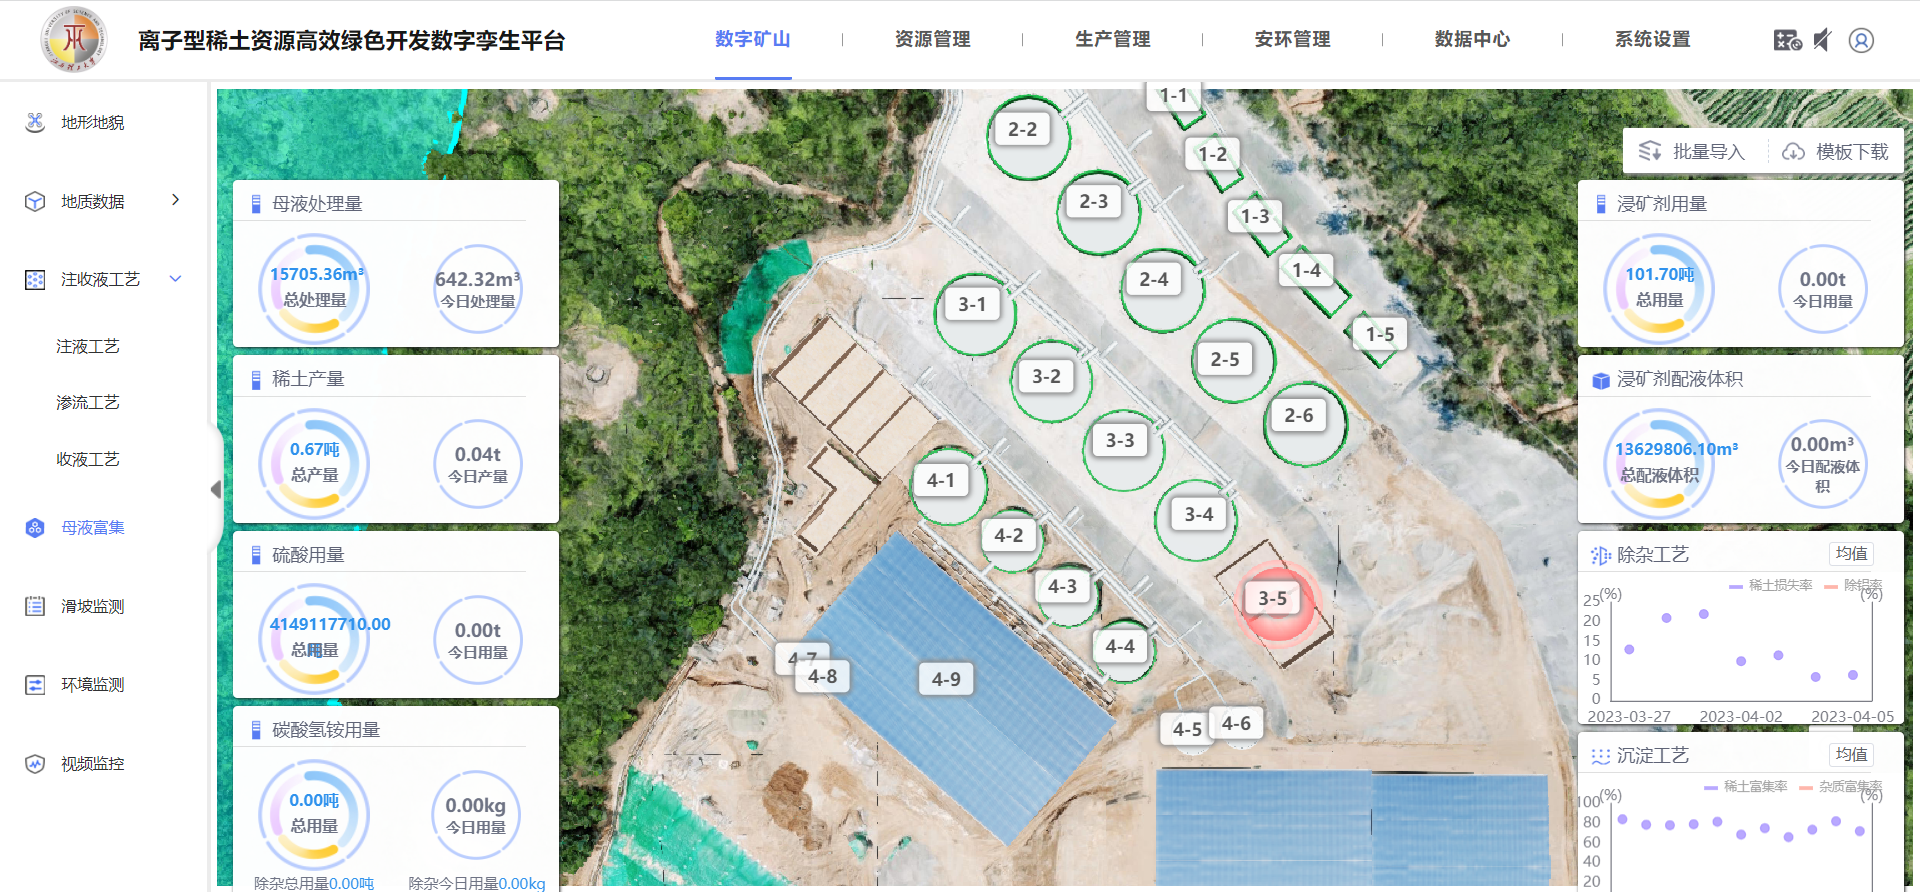 离子型稀土资源高效绿色开发数字孪生平台
数字矿山
资源管理
生产管理
安环管理
数据中心
系统设置
地形地貌
地质数据
注收液工艺
注液工艺
渗流工艺
收液工艺
母液富集
滑坡监测
环境监测
视频监控
母液处理量
15705.36m³
总处理量
642.32m³
今日处理量
稀土产量
0.67吨
总产量
0.04t
今日产量
硫酸用量
4149117710.00
总用量
0.00t
今日用量
碳酸氢铵用量
0.00吨
总用量
0.00kg
今日用量
除杂总用量0.00吨
除杂今日用量0.00kg
1-1
1-2
1-3
1-4
1-5
2-2
2-3
2-4
2-5
2-6
3-1
3-2
3-3
3-4
3-5
4-1
4-2
4-3
4-4
4-5
4-6
4-7
4-8
4-9
批量导入
模板下载
浸矿剂用量
101.70吨
总用量
0.00t
今日用量
浸矿剂配液体积
13629806.10m³
总配液体积
0.00m³
今日配液体
积
除杂工艺
均值
稀土损失率
除铝率
(%)
(%)
25
20
15
10
5
0
2023-03-27
2023-04-02
2023-04-05
沉淀工艺
均值
稀土富集率
杂质富集率
(%)
(%)
100
80
60
40
20